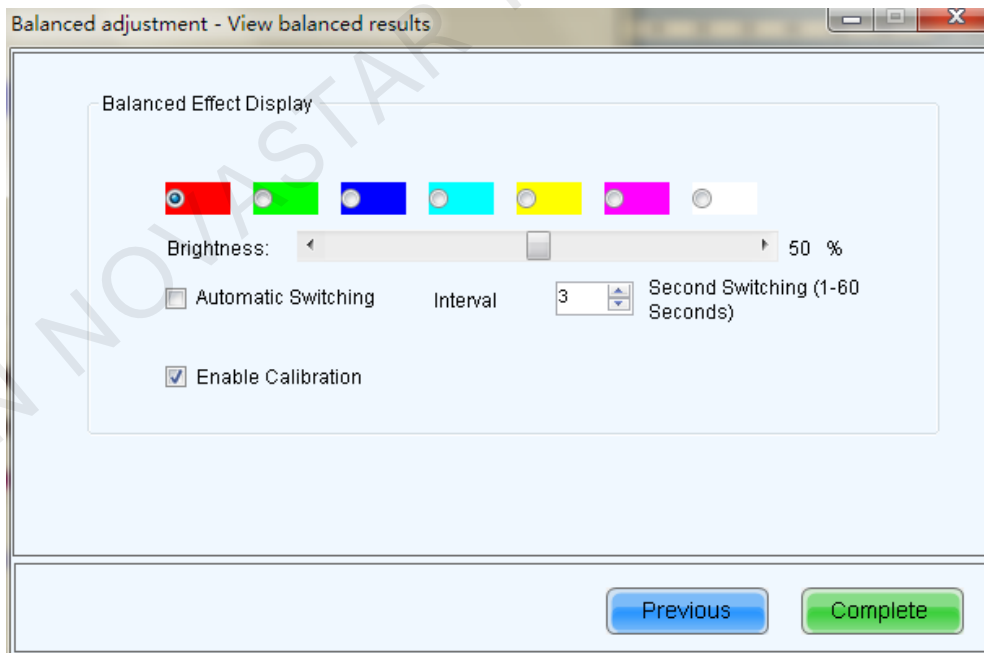 Balanced adjustment - View balanced results
NOVASTAR
Balanced Effect Display
Brightness: 50 %
Automatic Switching Interval 3 Second Switching (1-60
Seconds)
Enable Calibration
Previous Complete